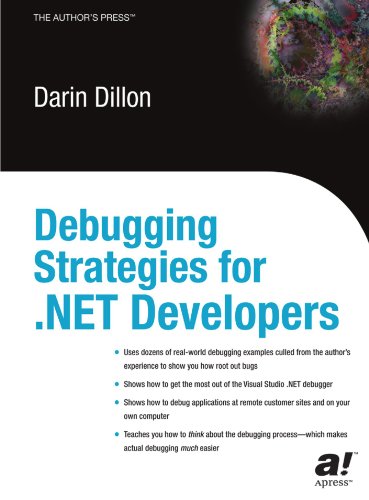 THE AUTHOR'S PRESS™
Darin Dillon
Debugging
Strategies for
.NET Developers
• Uses dozens of real-world debugging examples culled from the author's
experience to show you how root out bugs
• Shows how to get the most out of the Visual Studio .NET debugger
• Shows how to debug applications at remote customer sites and on your
own computer
• Teaches you how to think about the debugging process—which makes
actual debugging much easier
a!
Apress™